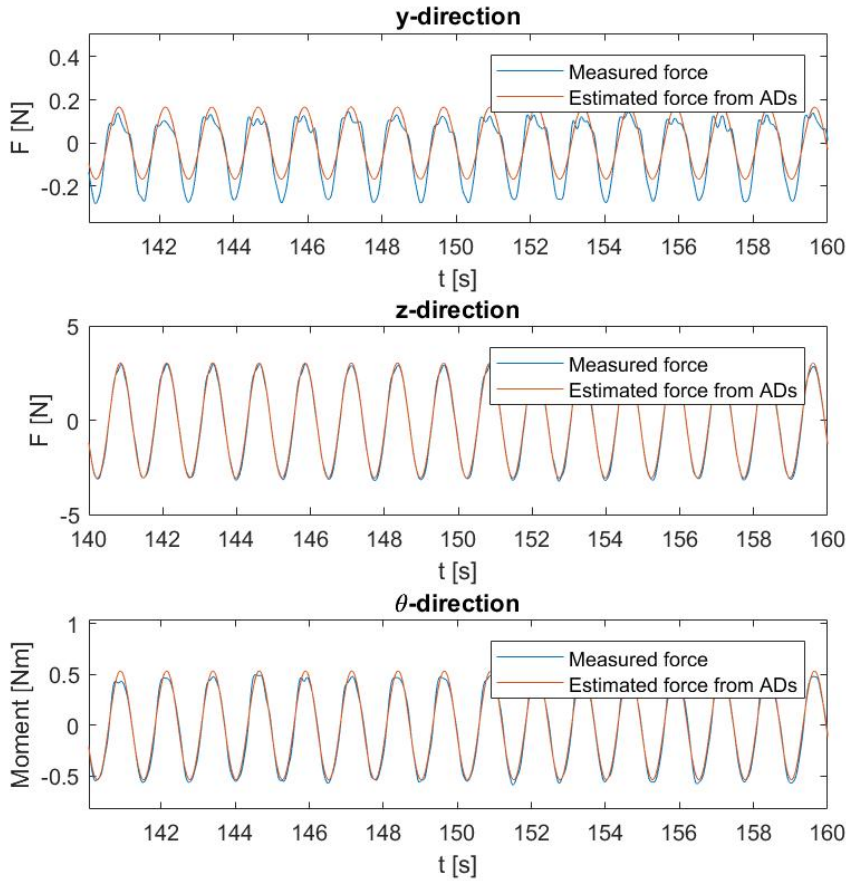 y-direction
Measured force
Estimated force from ADs
F [N]
0.4
0.2
0
-0.2
142 144 146 148 150 152 154 156 158 160
t [s]
z-direction
Measured force
Estimated force from ADs
F [N]
5
0
-5
140 142 144 146 148 150 152 154 156 158 160
t [s]
θ-direction
Measured force
Estimated force from ADs
Moment [Nm]
1
0.5
0
-0.5
142 144 146 148 150 152 154 156 158 160
t [s]